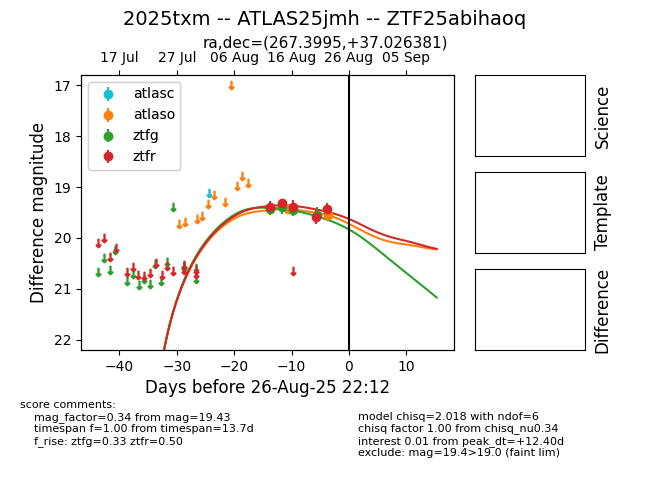 2025txm -- ATLAS25jmh -- ZTF25abihaoq
ra,dec=(267.3995,+37.026381)
17 Jul 27 Jul 06 Aug 16 Aug 26 Aug 05 Sep
atlasc
atlaso
ztfg
ztfr
17
18
19
20
21
22
Difference magnitude
−40 −30 −20 −10 0 10
Days before 26-Aug-25 22:12
Science
Template
Difference
score comments:
mag_factor=0.34 from mag=19.43
timespan f=1.00 from timespan=13.7d
f_rise: ztfg=0.33 ztfr=0.50
model chisq=2.018 with ndof=6
chisq factor 1.00 from chisq_nu0.34
interest 0.01 from peak_dt=+12.40d
exclude: mag=19.4>19.0 (faint lim)